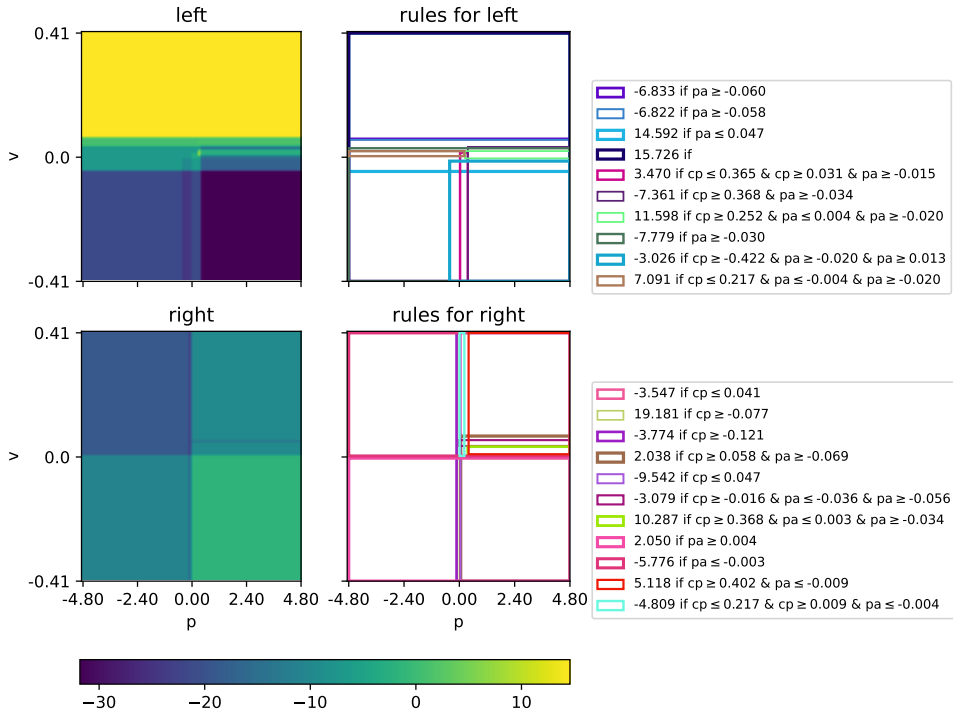 left
rules for left
0.41
v
0.0
-0.41
-6.833 if pa ≥ -0.060
-6.822 if pa ≥ -0.058
14.592 if pa ≤ 0.047
15.726 if
3.470 if cp ≤ 0.365 & cp ≥ 0.031 & pa ≥ -0.015
-7.361 if cp ≥ 0.368 & pa ≥ -0.034
11.598 if cp ≥ 0.252 & pa ≤ 0.004 & pa ≥ -0.020
-7.779 if pa ≥ -0.030
-3.026 if cp ≥ -0.422 & pa ≥ -0.020 & pa ≥ 0.013
7.091 if cp ≤ 0.217 & pa ≤ -0.004 & pa ≥ -0.020
right
rules for right
0.41
v
0.0
-0.41
-4.80 -2.40 0.00 2.40 4.80
-4.80 -2.40 0.00 2.40 4.80
p
p
-3.547 if cp ≤ 0.041
19.181 if cp ≥ -0.077
-3.774 if cp ≥ -0.121
2.038 if cp ≥ 0.058 & pa ≥ -0.069
-9.542 if cp ≤ 0.047
-3.079 if cp ≥ -0.016 & pa ≤ -0.036 & pa ≥ -0.056
10.287 if cp ≥ 0.368 & pa ≤ 0.003 & pa ≥ -0.034
2.050 if pa ≥ 0.004
-5.776 if pa ≤ -0.003
5.118 if cp ≥ 0.402 & pa ≤ -0.009
-4.809 if cp ≤ 0.217 & cp ≥ 0.009 & pa ≤ -0.004
−30 −20 −10 0 10